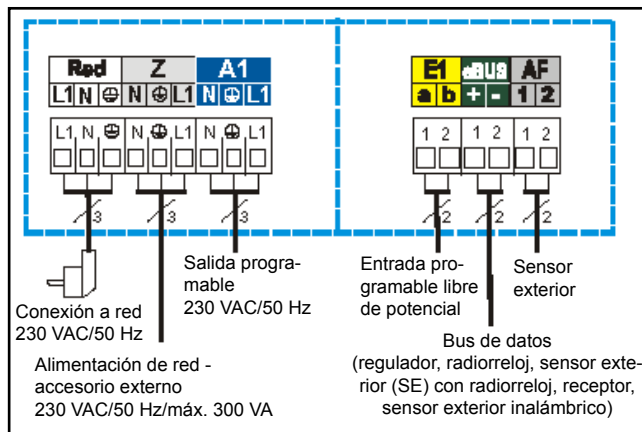 Red Z A1
L1 N N L1 N L1
L1 N N L1 N L1
3 3 3
E1 eBUS AF
a b + - 1 2
1 2 1 2 1 2
2 2 2
Conexión a red
230 VAC/50 Hz
Salida progra-
mable
230 VAC/50 Hz
Alimentación de red -
accesorio externo
230 VAC/50 Hz/máx. 300 VA
Entrada pro-
gramable libre
de potencial
Sensor
exterior
Bus de datos
(regulador, radiorreloj, sensor exte-
rior (SE) con radiorreloj, receptor,
sensor exterior inalámbrico)